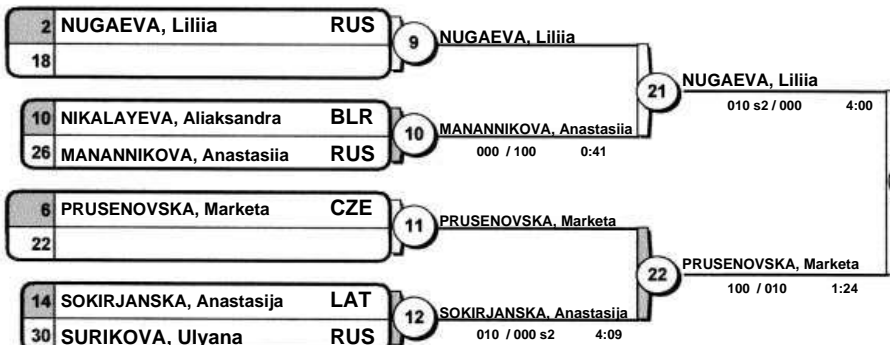 2 NUGAEVA, Liliia RUS
18
9
NUGAEVA, Liliia
10 NIKALAYEVA, Aliaksandra BLR
26 MANANNIKOVA, Anastasiia RUS
10
MANANNIKOVA, Anastasiia
000 / 100 0:41
21
NUGAEVA, Liliia
010 s2 / 000 4:00
6 PRUSENOVSKA, Marketa CZE
22
11
PRUSENOVSKA, Marketa
14 SOKIRJANSKA, Anastasija LAT
30 SURIKOVA, Ulyana RUS
12
SOKIRJANSKA, Anastasija
010 / 000 s2 4:09
22
PRUSENOVSKA, Marketa
100 / 010 1:24